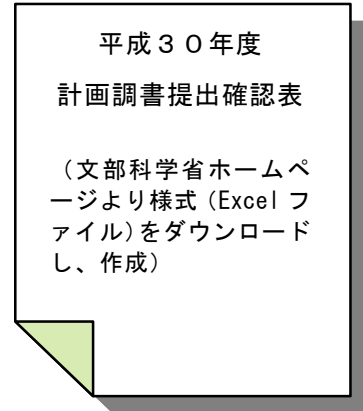 平成３０年度
計画調書提出確認表
（文部科学省ホームペ
ージより様式（Excel フ
ァイル）をダウンロード
し、作成）